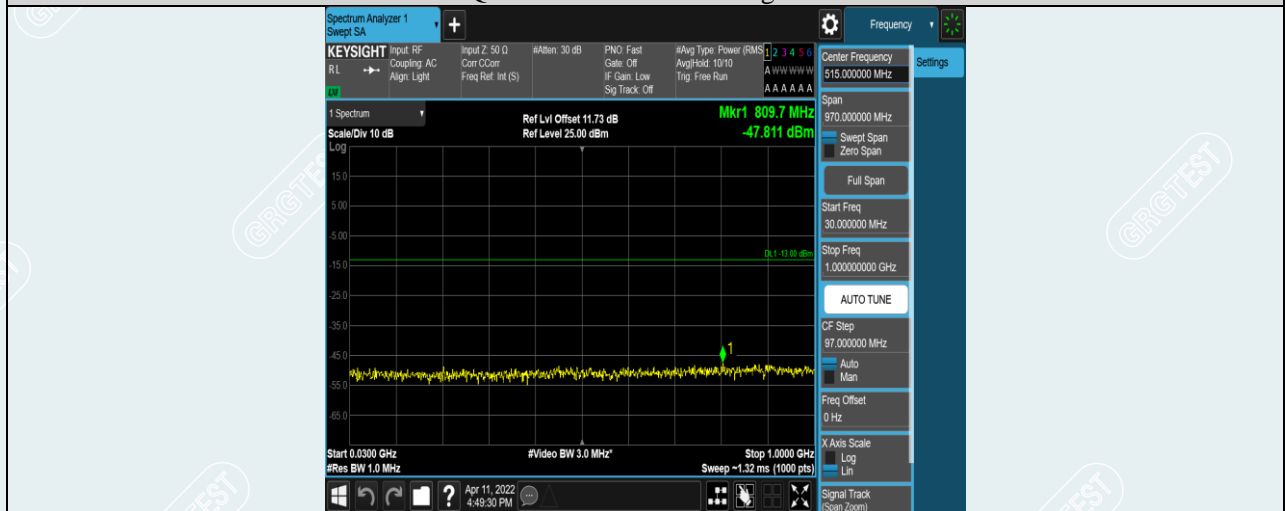 Spectrum Analyzer 1
Swept SA
+
Frequency
KEYSIGHT
RL
LXI
Input: RF
Coupling: AC
Align: Light
Input Z: 50 Ω
Corr CCorr
Freq Ref: Int (S)
#Atten: 30 dB
PNO: Fast
Gate: Off
IF Gain: Low
Sig Track: Off
#Avg Type: Power (RMS
Avg|Hold: 10/10
Trig: Free Run
1 2 3 4 5 6
A W W W W W
A A A A A A
1 Spectrum
Scale/Div 10 dB
Log
Ref Lvl Offset 11.73 dB
Ref Level 25.00 dBm
Mkr1 809.7 MHz
-47.811 dBm
15.0
5.00
-5.00
DL1 -13.00 dBm
-15.0
-25.0
-35.0
1
-45.0
-55.0
-65.0
Start 0.0300 GHz
#Res BW 1.0 MHz
#Video BW 3.0 MHz*
Stop 1.0000 GHz
Sweep ~1.32 ms (1000 pts)
?
Apr 11, 2022
4:49:30 PM
Center Frequency
515.000000 MHz
Settings
Span
970.000000 MHz
Swept Span
Zero Span
Full Span
Start Freq
30.000000 MHz
Stop Freq
1.000000000 GHz
AUTO TUNE
CF Step
97.000000 MHz
Auto
Man
Freq Offset
0 Hz
X Axis Scale
Log
Lin
Signal Track
(Span Zoom)
GRGTEST
GRGTEST
GRGTEST